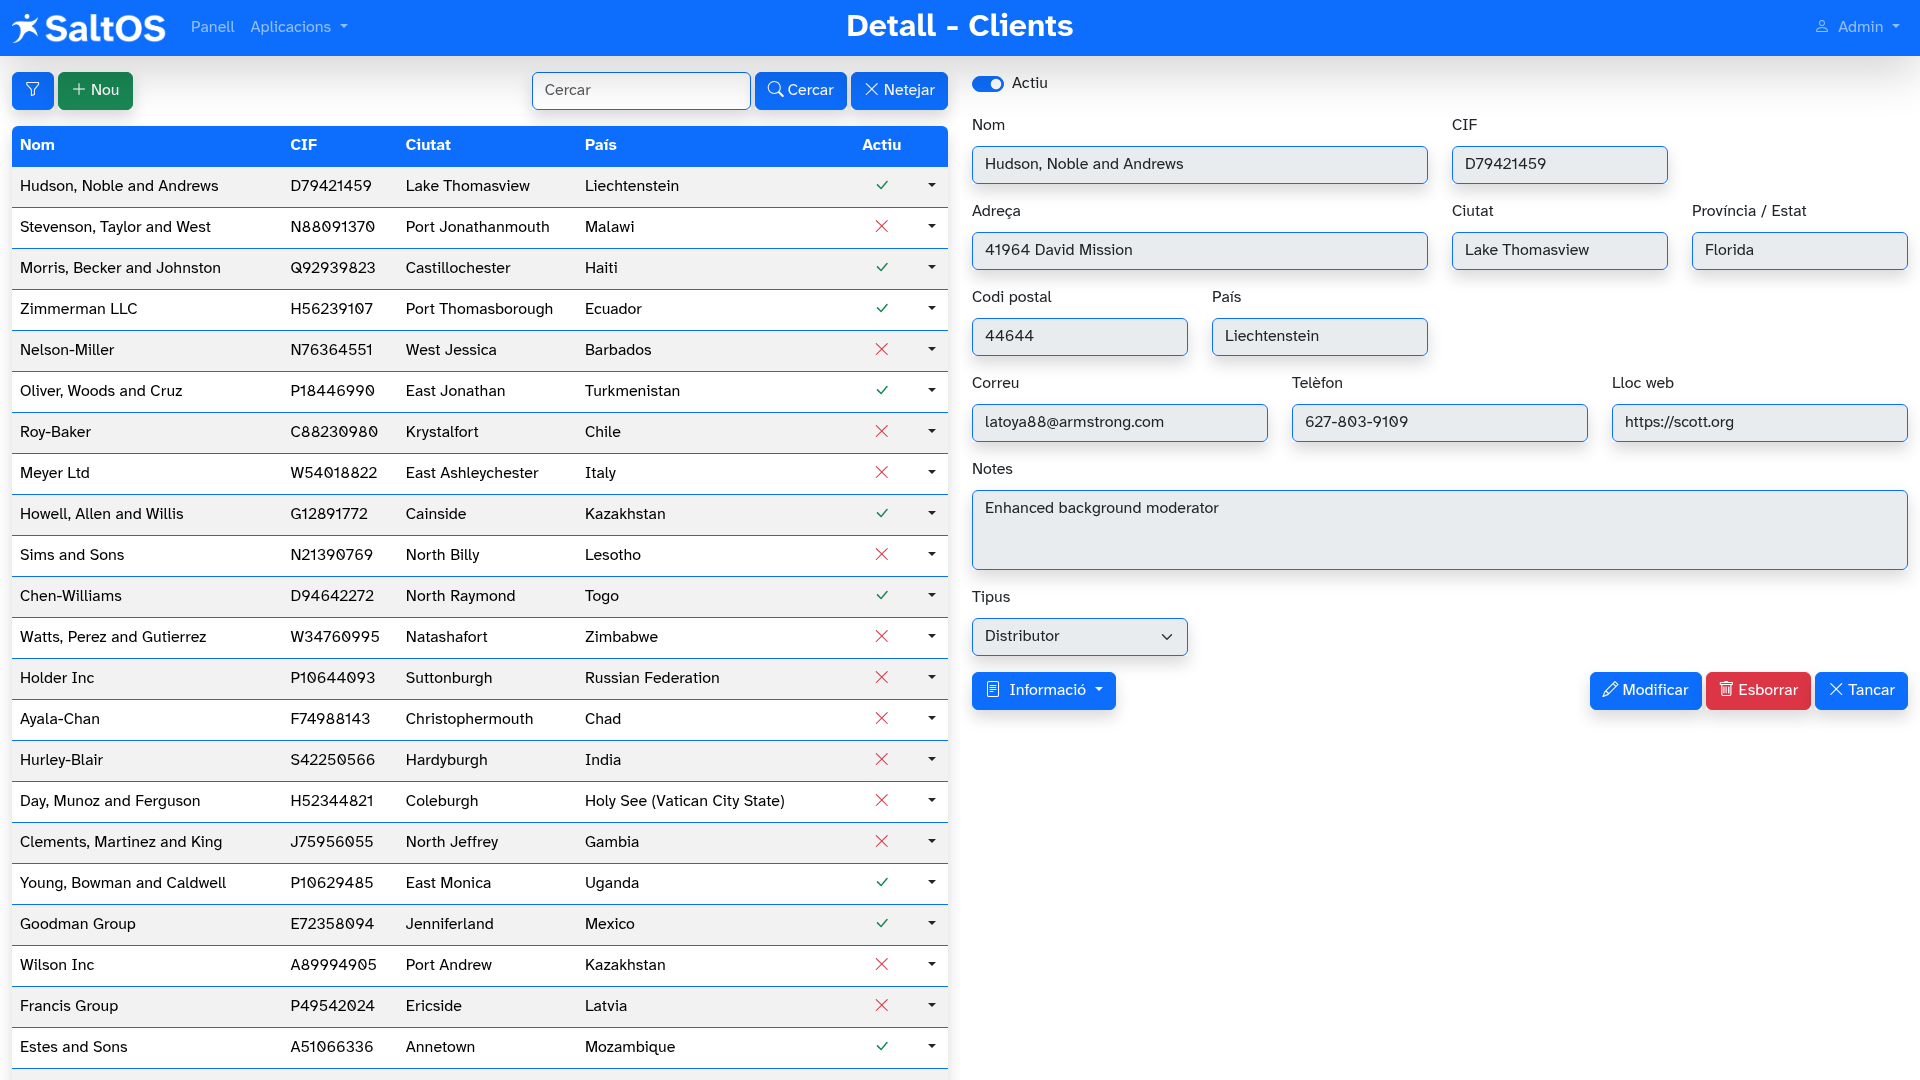 SaltOS Panell Aplicacions Detall - Clients Admin
Nou Cercar Cercar Netejar
Nom CIF Ciutat País Actiu
Hudson, Noble and Andrews D79421459 Lake Thomasview Liechtenstein
Stevenson, Taylor and West N88091370 Port Jonathanmouth Malawi
Morris, Becker and Johnston Q92939823 Castillochester Haiti
Zimmerman LLC H56239107 Port Thomasborough Ecuador
Nelson-Miller N76364551 West Jessica Barbados
Oliver, Woods and Cruz P18446990 East Jonathan Turkmenistan
Roy-Baker C88230980 Krystalfort Chile
Meyer Ltd W54018822 East Ashleychester Italy
Howell, Allen and Willis G12891772 Cainside Kazakhstan
Sims and Sons N21390769 North Billy Lesotho
Chen-Williams D94642272 North Raymond Togo
Watts, Perez and Gutierrez W34760995 Natashafort Zimbabwe
Holder Inc P10644093 Suttonburgh Russian Federation
Ayala-Chan F74988143 Christophermouth Chad
Hurley-Blair S42250566 Hardyburgh India
Day, Munoz and Ferguson H52344821 Coleburgh Holy See (Vatican City State)
Clements, Martinez and King J75956055 North Jeffrey Gambia
Young, Bowman and Caldwell P10629485 East Monica Uganda
Goodman Group E72358094 Jenniferland Mexico
Wilson Inc A89994905 Port Andrew Kazakhstan
Francis Group P49542024 Ericside Latvia
Estes and Sons A51066336 Annetown Mozambique
Actiu
Nom CIF
Hudson, Noble and Andrews D79421459
Adreça Ciutat Província / Estat
41964 David Mission Lake Thomasview Florida
Codi postal País
44644 Liechtenstein
Correu Telèfon Lloc web
latoya88@armstrong.com 627-803-9109 https://scott.org
Notes
Enhanced background moderator
Tipus
Distributor
Informació Modificar Esborrar Tancar